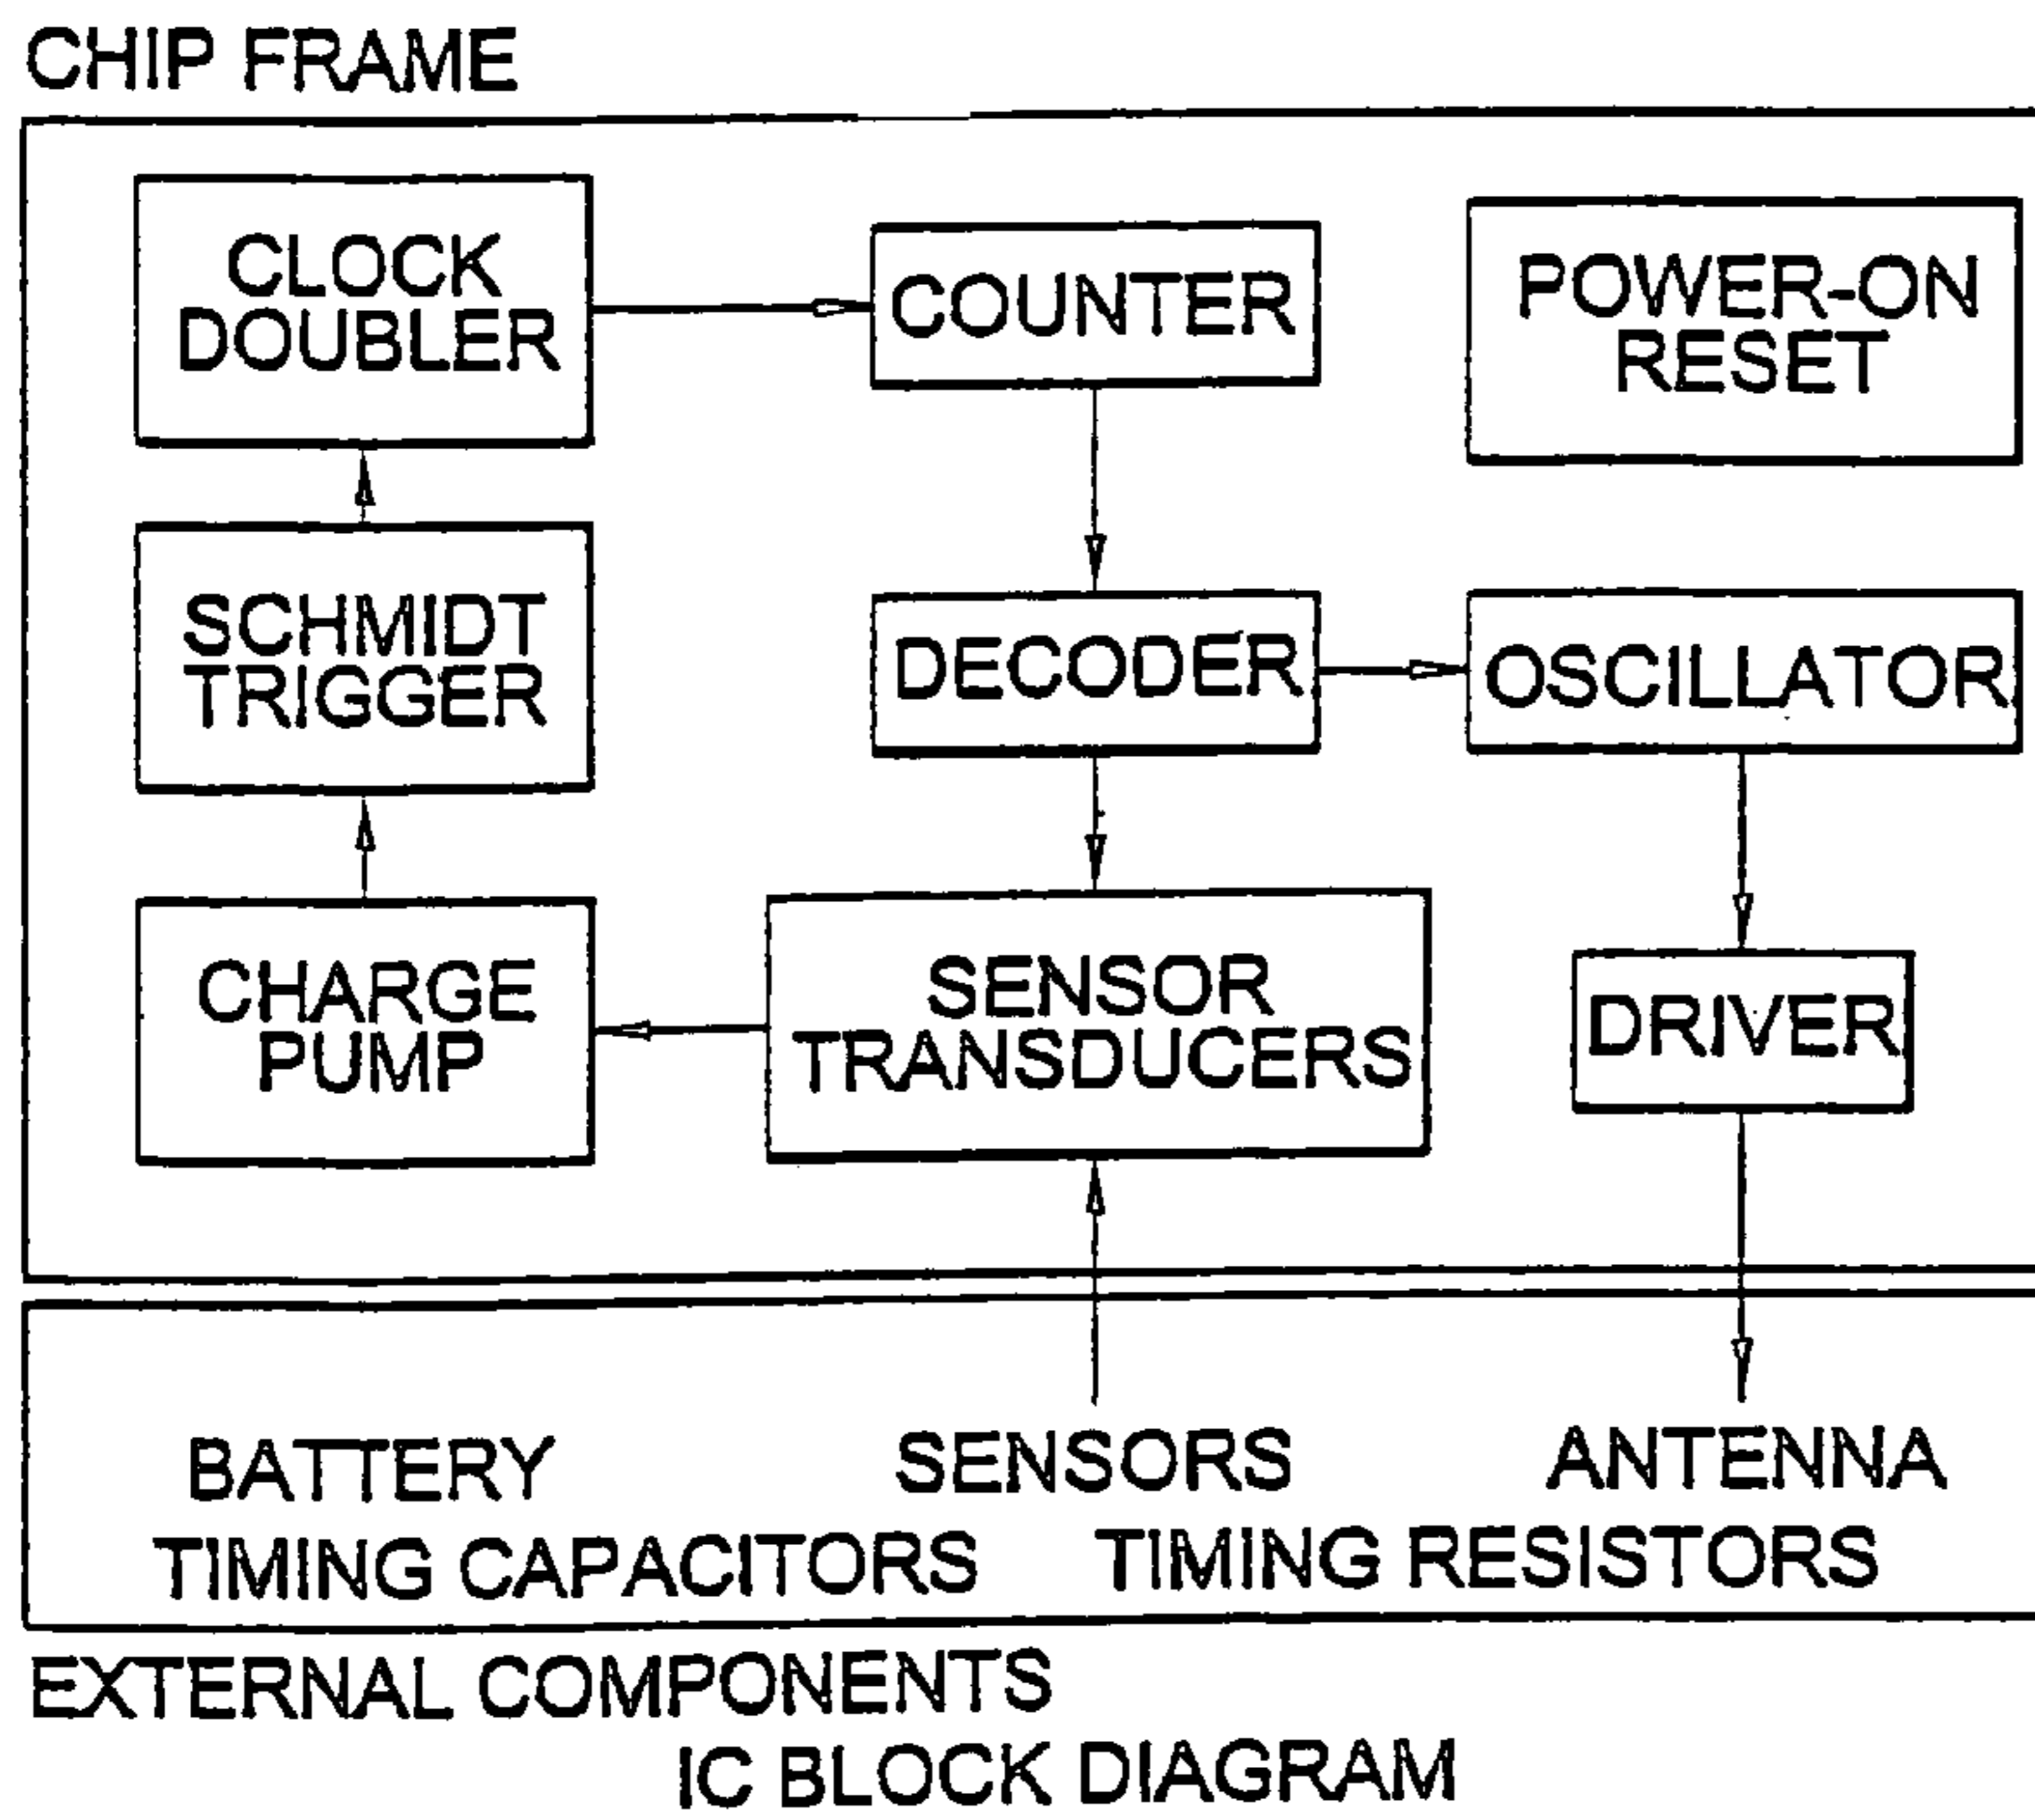 CHIP FRAME
CLOCK
DOUBLER
COUNTER
POWER-ON
RESET
SCHMIDT
TRIGGER
DECODER
OSCILLATOR
CHARGE
PUMP
SENSOR
TRANSDUCERS
DRIVER
BATTERY
SENSORS
ANTENNA
TIMING CAPACITORS
TIMING RESISTORS
EXTERNAL COMPONENTS
IC BLOCK DIAGRAM